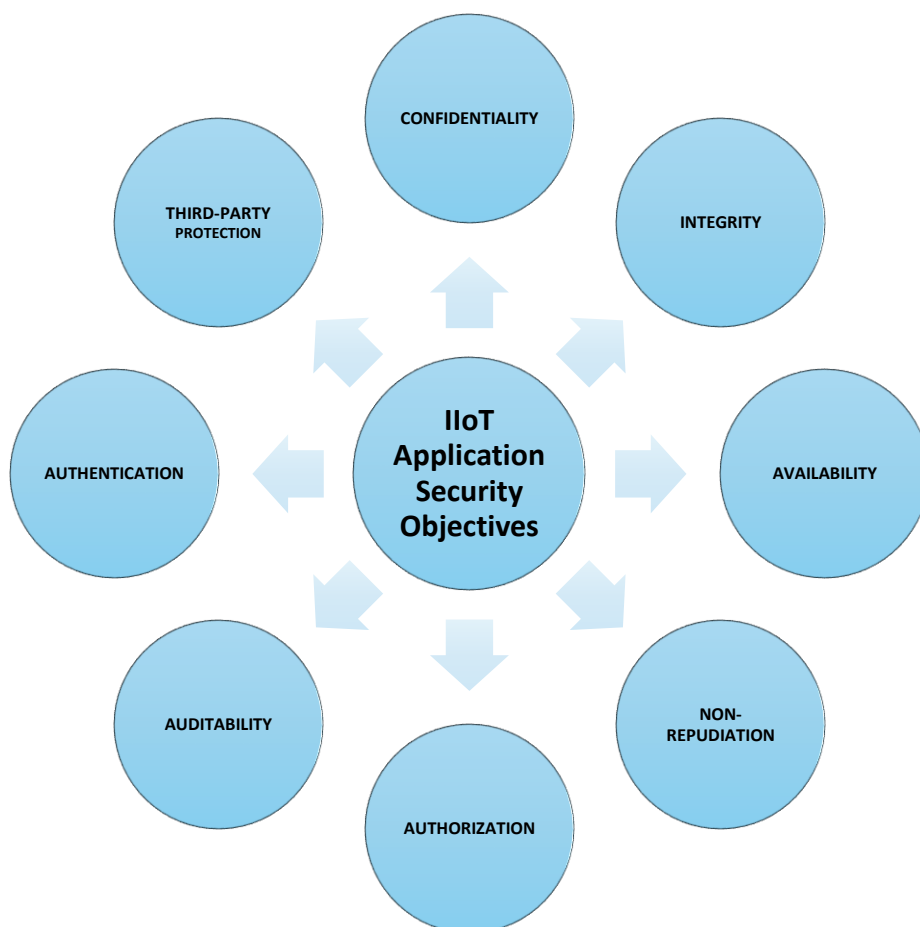 CONFIDENTIALITY
THIRD-PARTY
PROTECTION
INTEGRITY
IIoT
Application
Security
Objectives
AUTHENTICATION
AVAILABILITY
AUDITABILITY
NON-
REPUDIATION
AUTHORIZATION